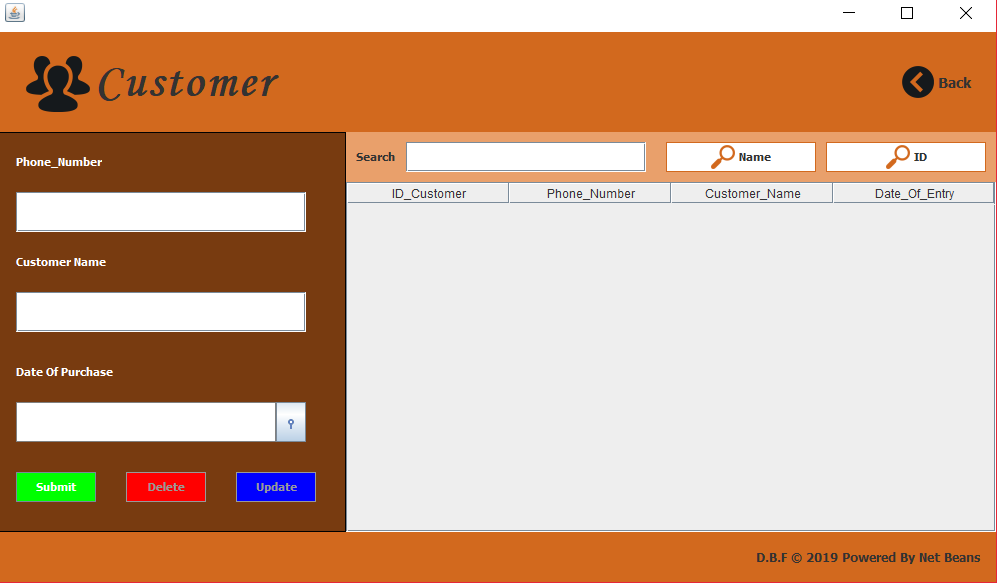 Customer
Back
Phone_Number
Customer Name
Date Of Purchase
Submit Delete Update
Search Name ID
ID_Customer Phone_Number Customer_Name Date_Of_Entry
D.B.F © 2019 Powered By Net Beans